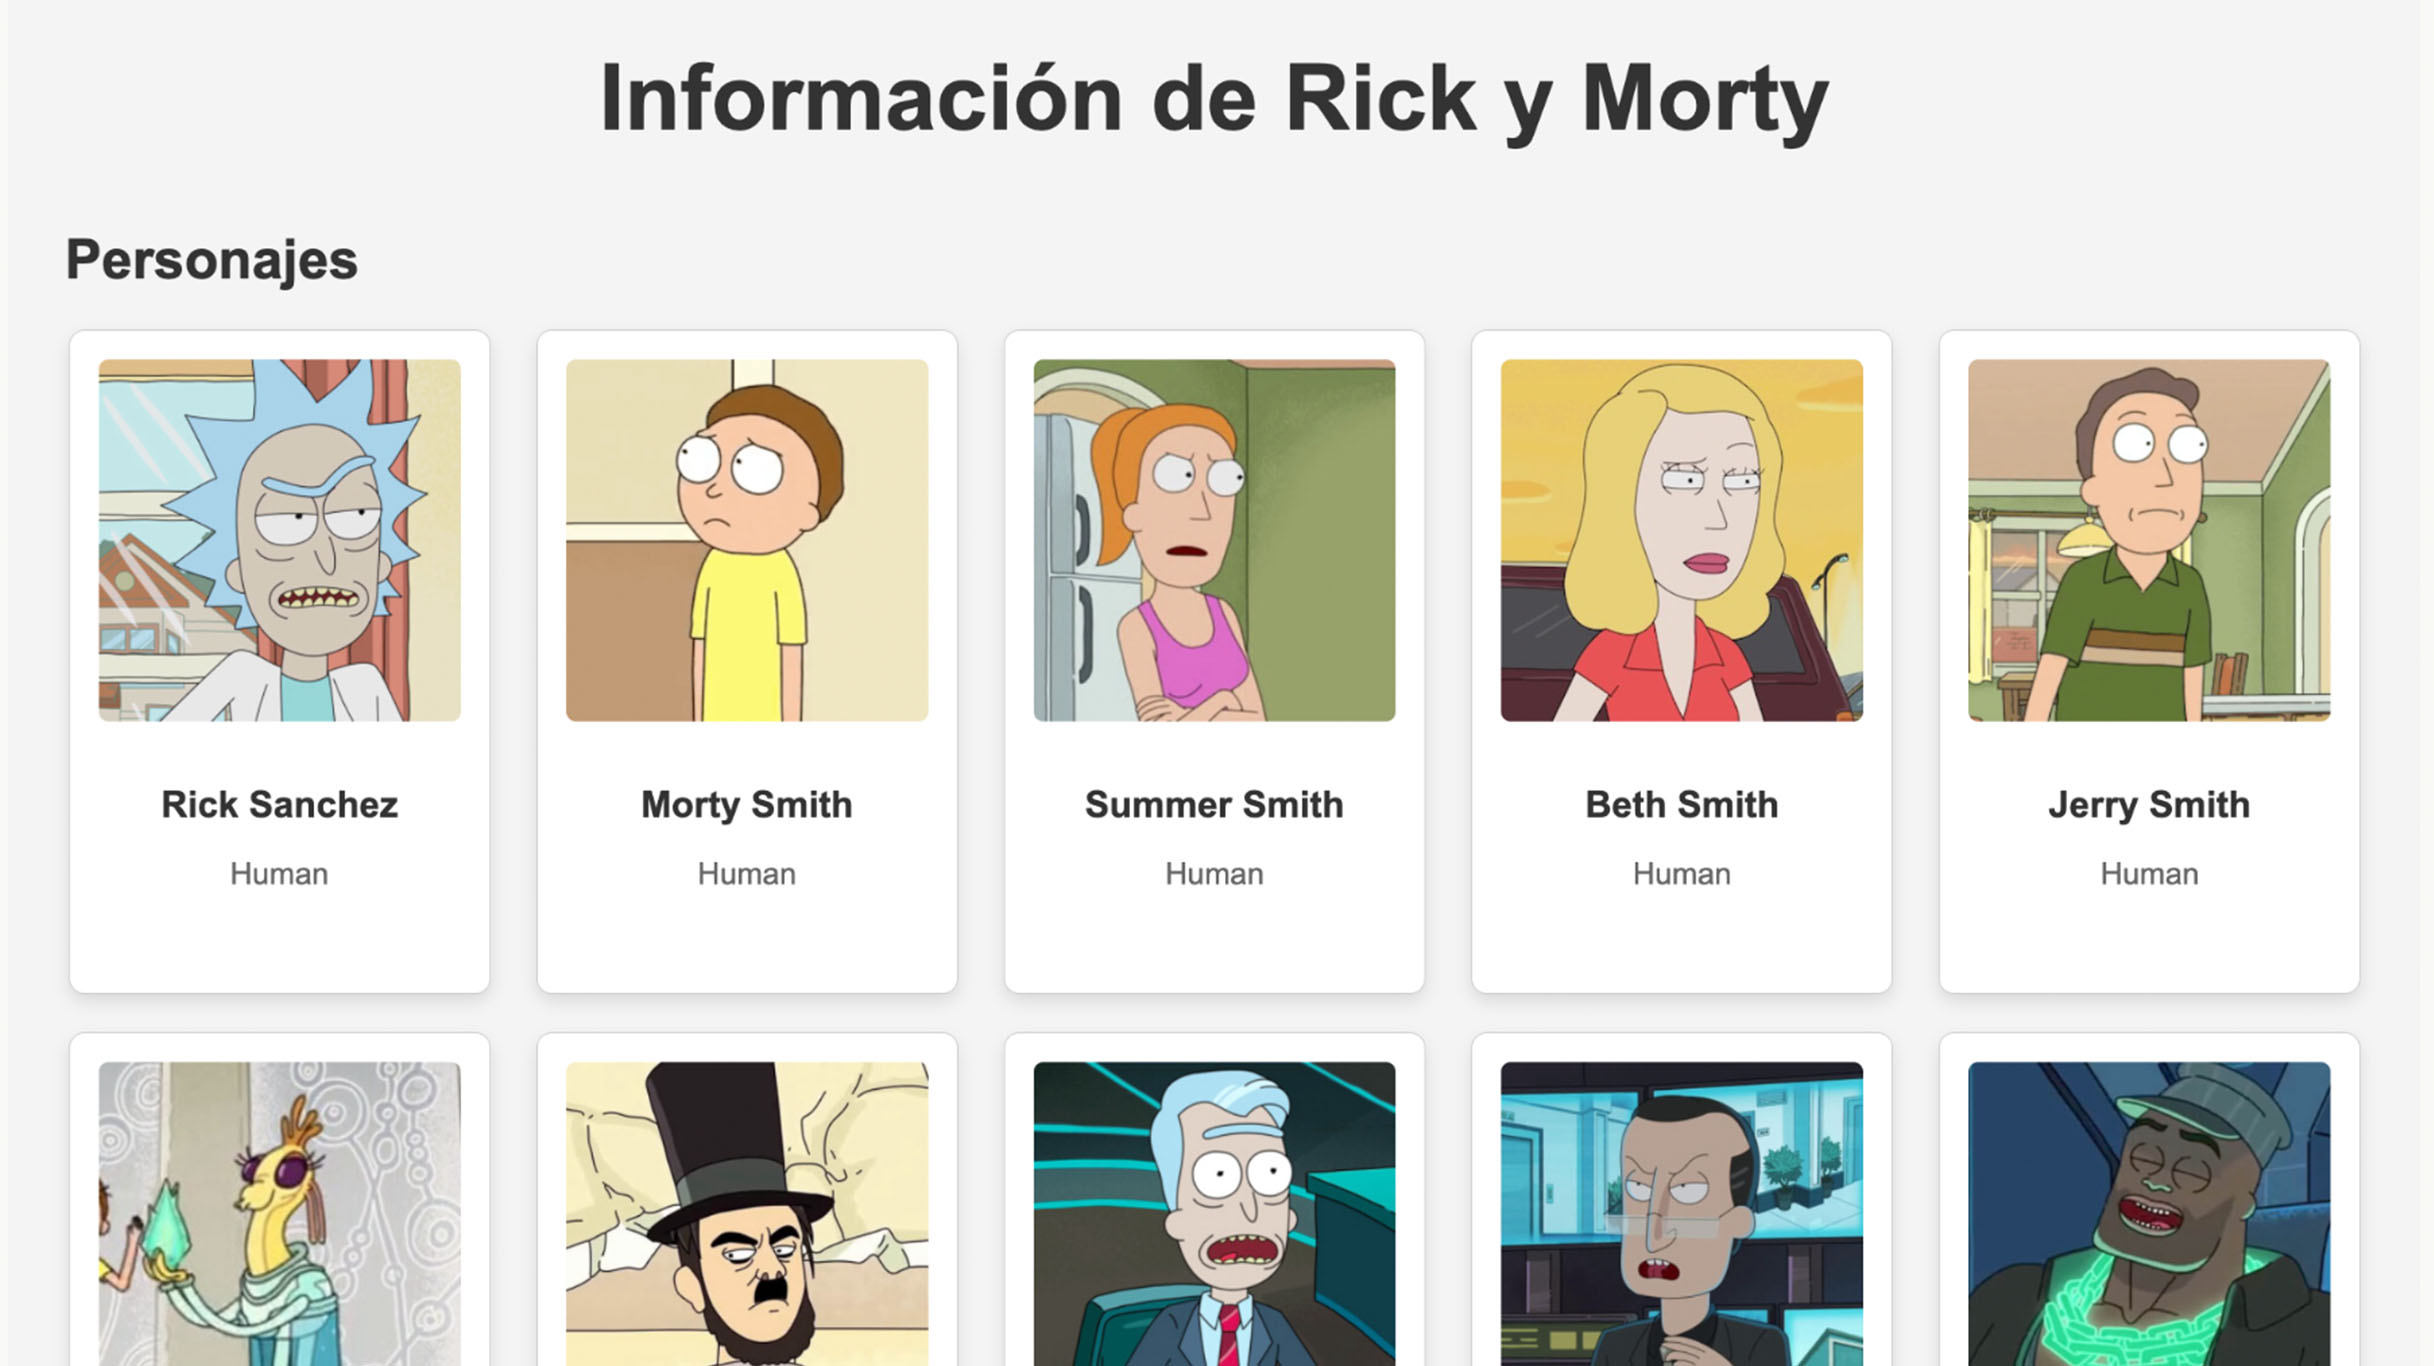 Información de Rick y Morty
Personajes
Rick Sanchez
Human
Morty Smith
Human
Summer Smith
Human
Beth Smith
Human
Jerry Smith
Human